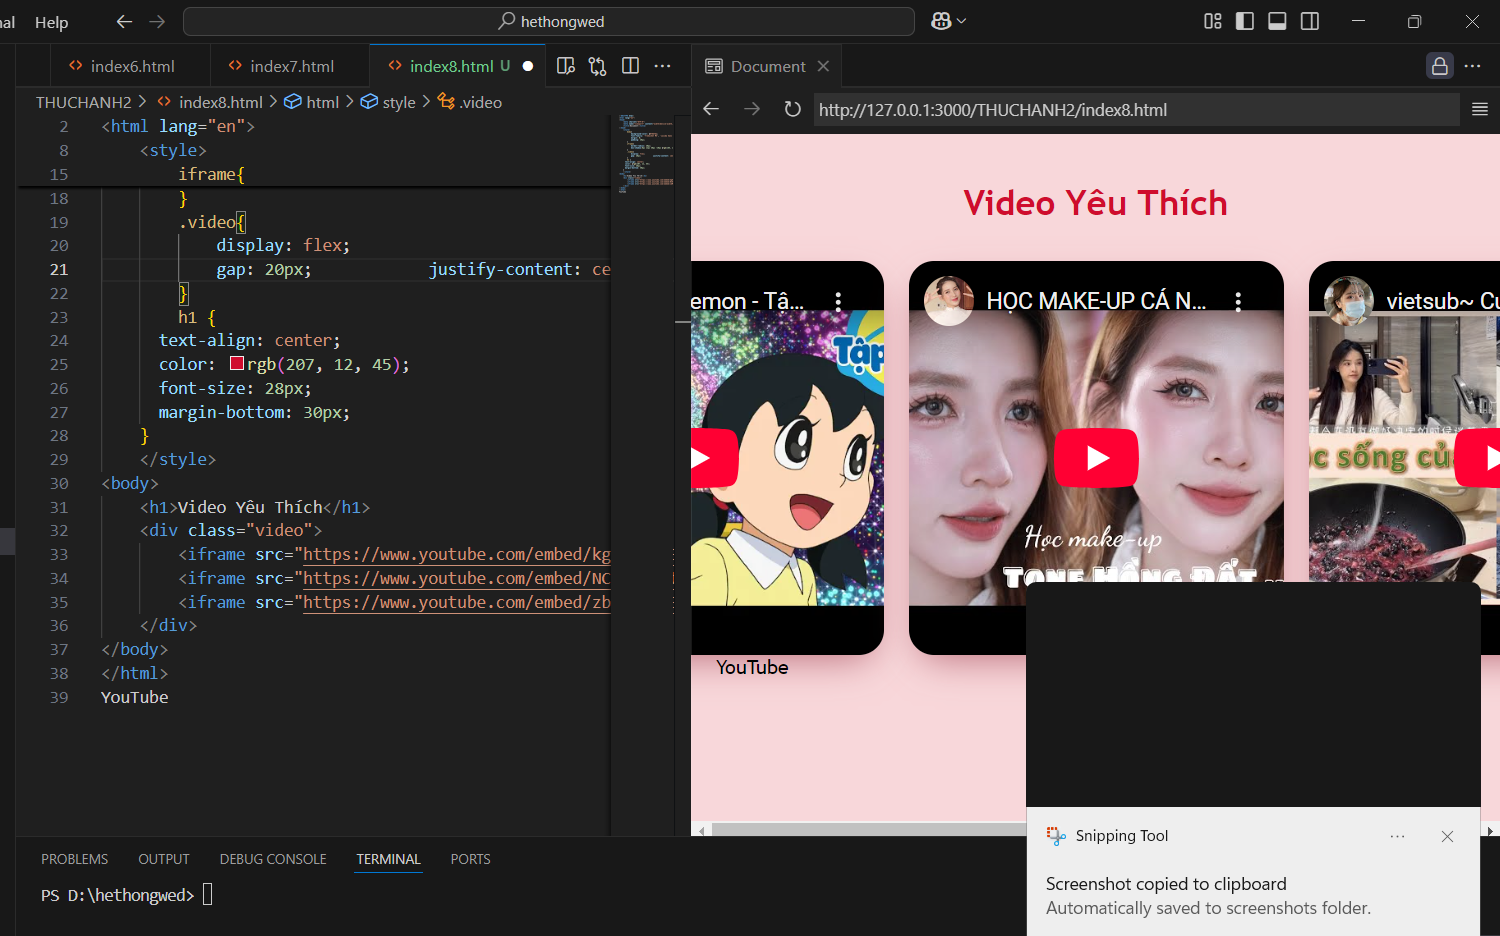 nal Help hethongwed
index6.html index7.html index8.html U
THUCHANH2 > index8.html > html > style > .video
2 <html lang="en">
8 <style>
15 iframe{
18 }
19 .video{
20 display: flex;
21 gap: 20px; justify-content: ce
22 }
23 h1 {
24 text-align: center;
25 color: rgb(207, 12, 45);
26 font-size: 28px;
27 margin-bottom: 30px;
28 }
29 </style>
30 <body>
31 <h1>Video Yêu Thích</h1>
32 <div class="video">
33 <iframe src="https://www.youtube.com/embed/kg
34 <iframe src="https://www.youtube.com/embed/NC
35 <iframe src="https://www.youtube.com/embed/zb
36 </div>
37 </body>
38 </html>
39 YouTube
PROBLEMS OUTPUT DEBUG CONSOLE TERMINAL PORTS
PS D:\hethongwed>
Document
http://127.0.0.1:3000/THUCHANH2/index8.html
Video Yêu Thích
emon - Tậ...
Tập
HỌC MAKE-UP CÁ N...
Học make-up
TONE HỒNG ĐẤT
vietsub~ Cu
ọc sống củ
YouTube
Snipping Tool
Screenshot copied to clipboard
Automatically saved to screenshots folder.